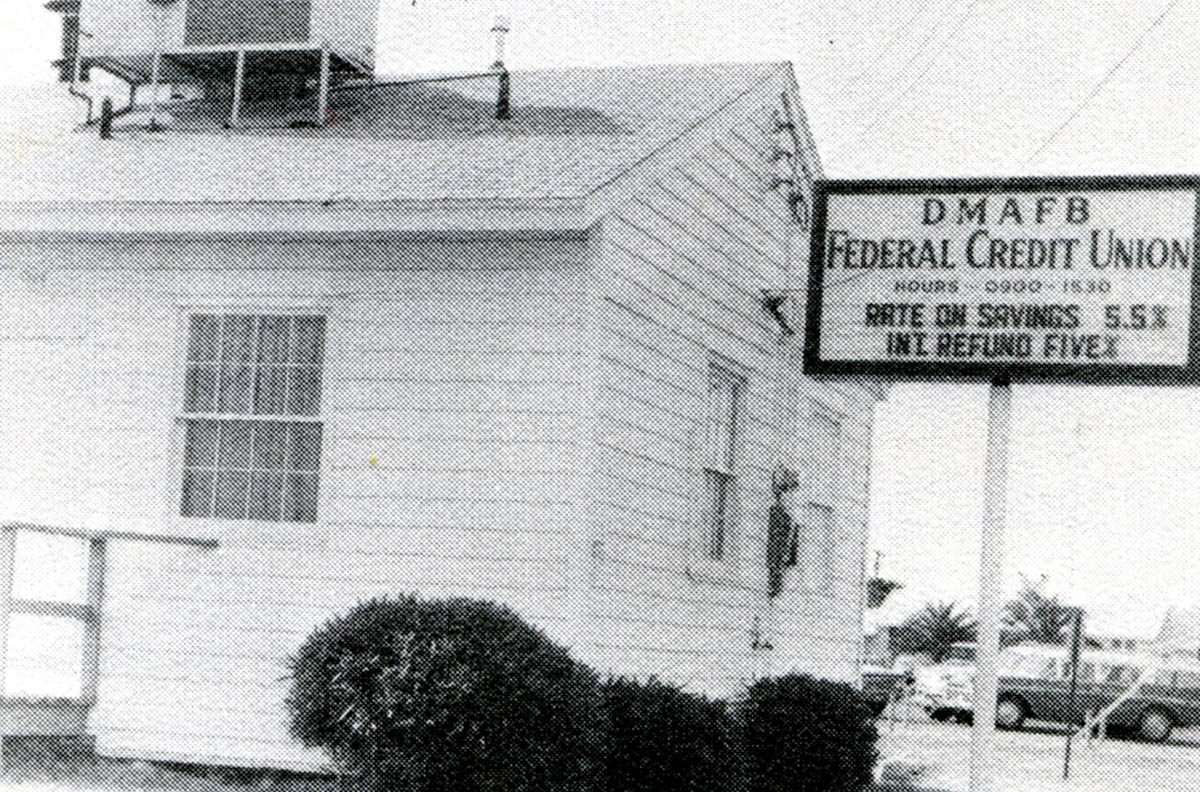 DMAFB
FEDERAL CREDIT UNION
HOURS - 0900 - 1530
RATE ON SAVINGS 5.5%
INT. REFUND FIVE%